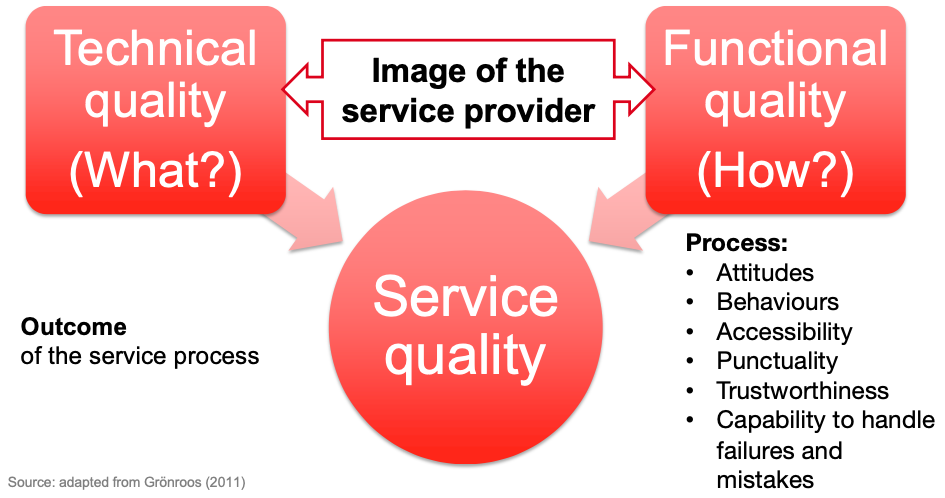 Technical
quality
(What?)
Image of the
service provider
Functional
quality
(How?)
Service
quality
Outcome
of the service process
Process:
• Attitudes
• Behaviours
• Accessibility
• Punctuality
• Trustworthiness
• Capability to handle
failures and
mistakes
Source: adapted from Grönroos (2011)